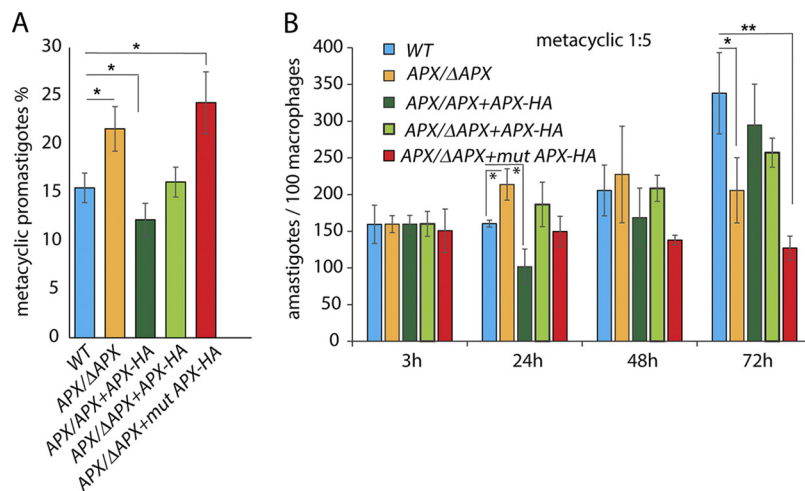 A
metacyclic promastigotes %
30
25
20
15
10
5
0
*
*
*
WT
APX/ΔAPX
APX/APX+APX-HA
APX/ΔAPX+APX-HA
APX/ΔAPX+mut APX-HA
B
metacyclic 1:5
amastigotes / 100 macrophages
400
350
300
250
200
150
100
50
0
WT
APX/ΔAPX
APX/APX+APX-HA
APX/ΔAPX+APX-HA
APX/ΔAPX+mut APX-HA
* *
**
*
3h 24h 48h 72h